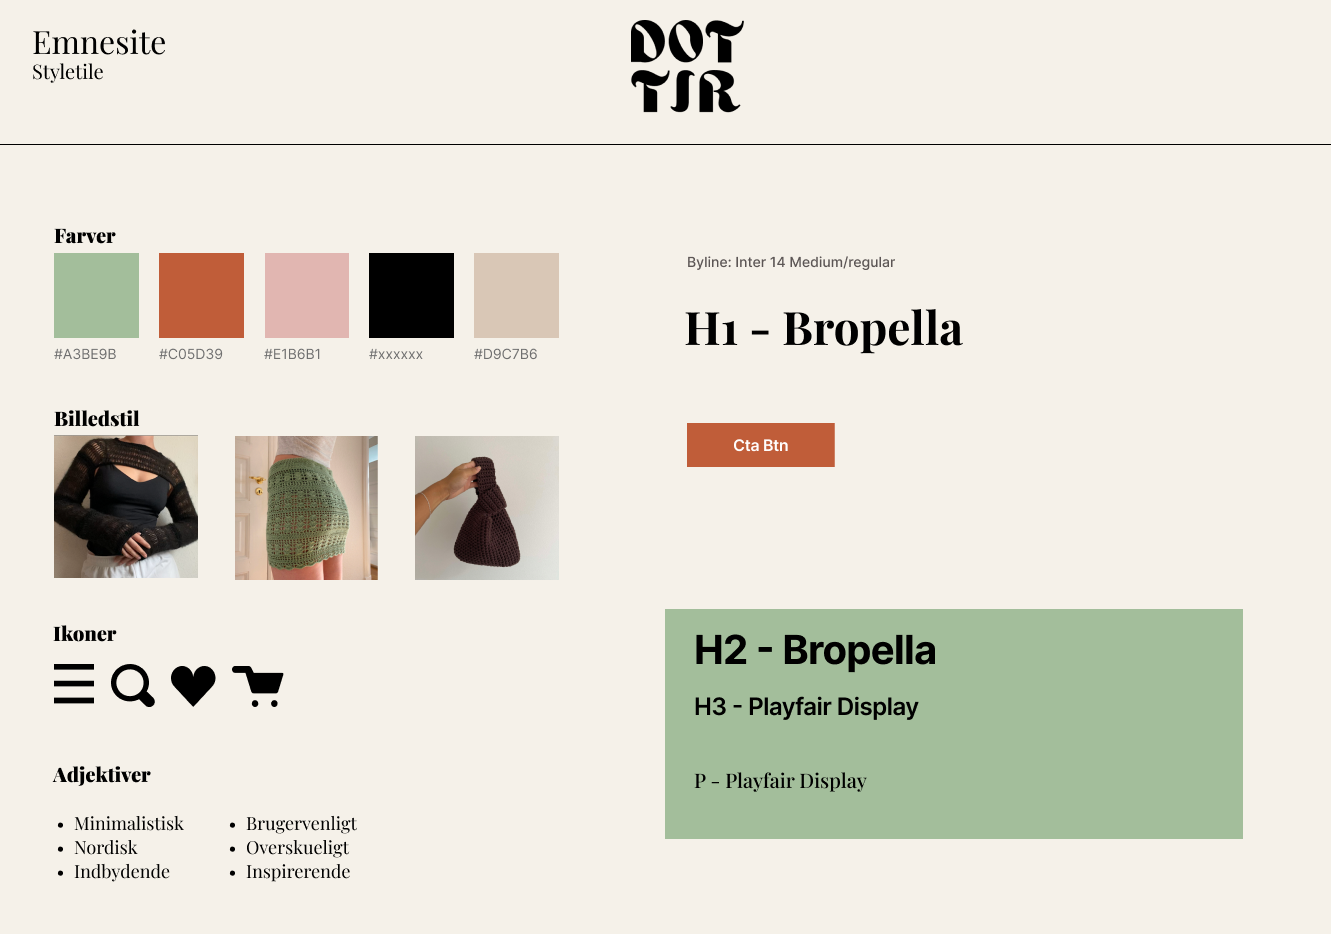 Emnesite
Styletile
DOT
TIR
Farver
#A3BE9B
#C05D39
#E1B6B1
#xxxxxx
#D9C7B6
Billedstil
Ikoner
Adjektiver
Minimalistisk
Nordisk
Indbydende
Brugervenligt
Overskueligt
Inspirerende
Byline: Inter 14 Medium/regular
H1 - Bropella
Cta Btn
H2 - Bropella
H3 - Playfair Display
P - Playfair Display